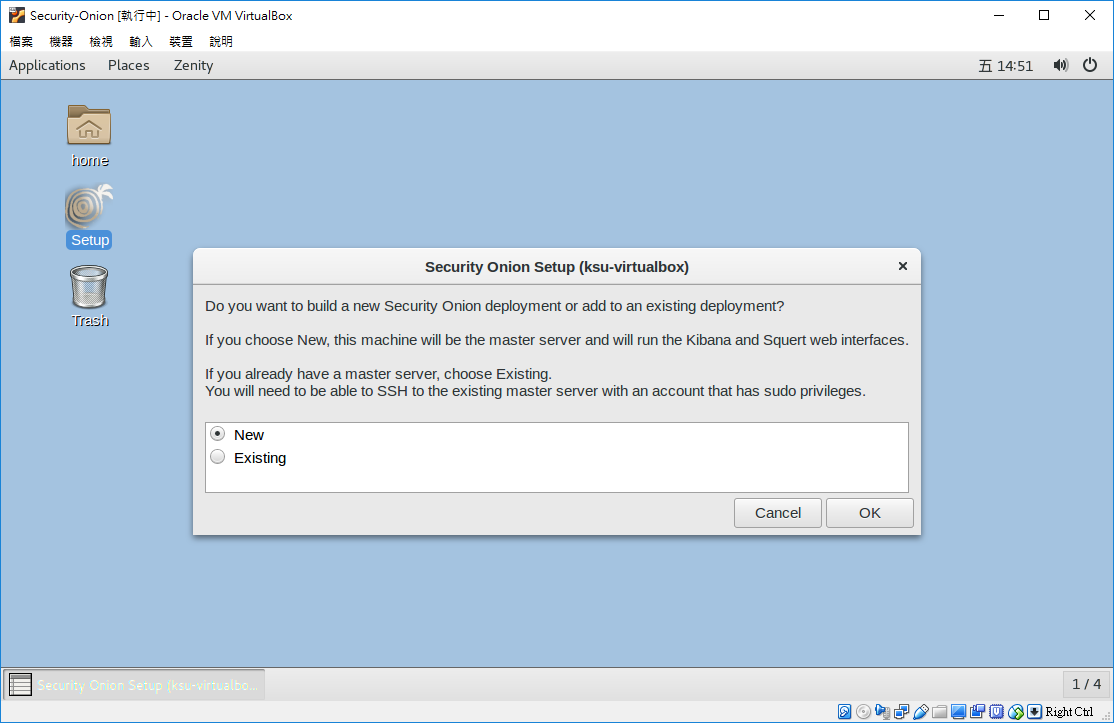 Security-Onion [執行中] - Oracle VM VirtualBox
檔案 機器 檢視 輸入 裝置 說明
Applications Places Zenity 五 14:51
home
Setup
Trash
Security Onion Setup (ksu-virtualbox)
Do you want to build a new Security Onion deployment or add to an existing deployment?
If you choose New, this machine will be the master server and will run the Kibana and Squert web interfaces.
If you already have a master server, choose Existing.
You will need to be able to SSH to the existing master server with an account that has sudo privileges.
New
Existing
Cancel OK
Security Onion Setup (ksu-virtualbo... 1 / 4
Right Ctrl